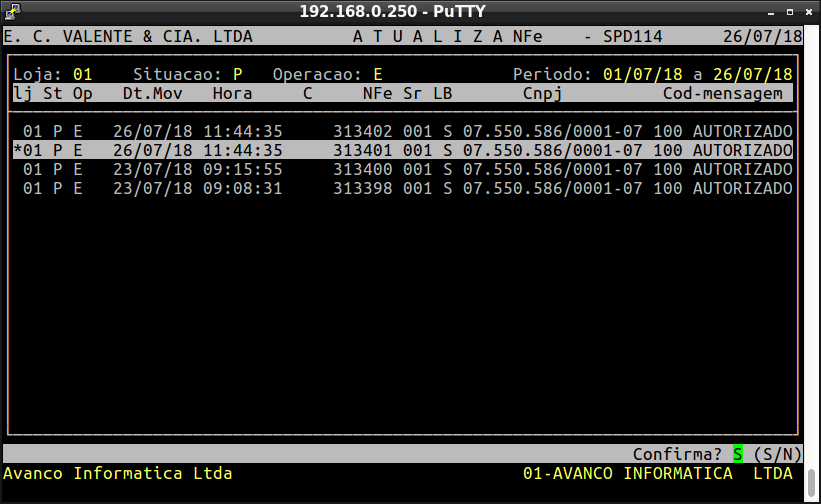 192.168.0.250 - PuTTY
E. C. VALENTE & CIA. LTDA A T U A L I Z A NFe - SPD114 26/07/18
Loja: 01 Situacao: P Operacao: E Periodo: 01/07/18 a 26/07/18
lj St Op Dt.Mov Hora C NFe Sr LB Cnpj Cod-mensagem
01 P E 26/07/18 11:44:35 313402 001 S 07.550.586/0001-07 100 AUTORIZADO
*01 P E 26/07/18 11:44:35 313401 001 S 07.550.586/0001-07 100 AUTORIZADO
01 P E 23/07/18 09:15:55 313400 001 S 07.550.586/0001-07 100 AUTORIZADO
01 P E 23/07/18 09:08:31 313398 001 S 07.550.586/0001-07 100 AUTORIZADO
Confirma? S (S/N)
Avanco Informatica Ltda 01-AVANCO INFORMATICA LTDA